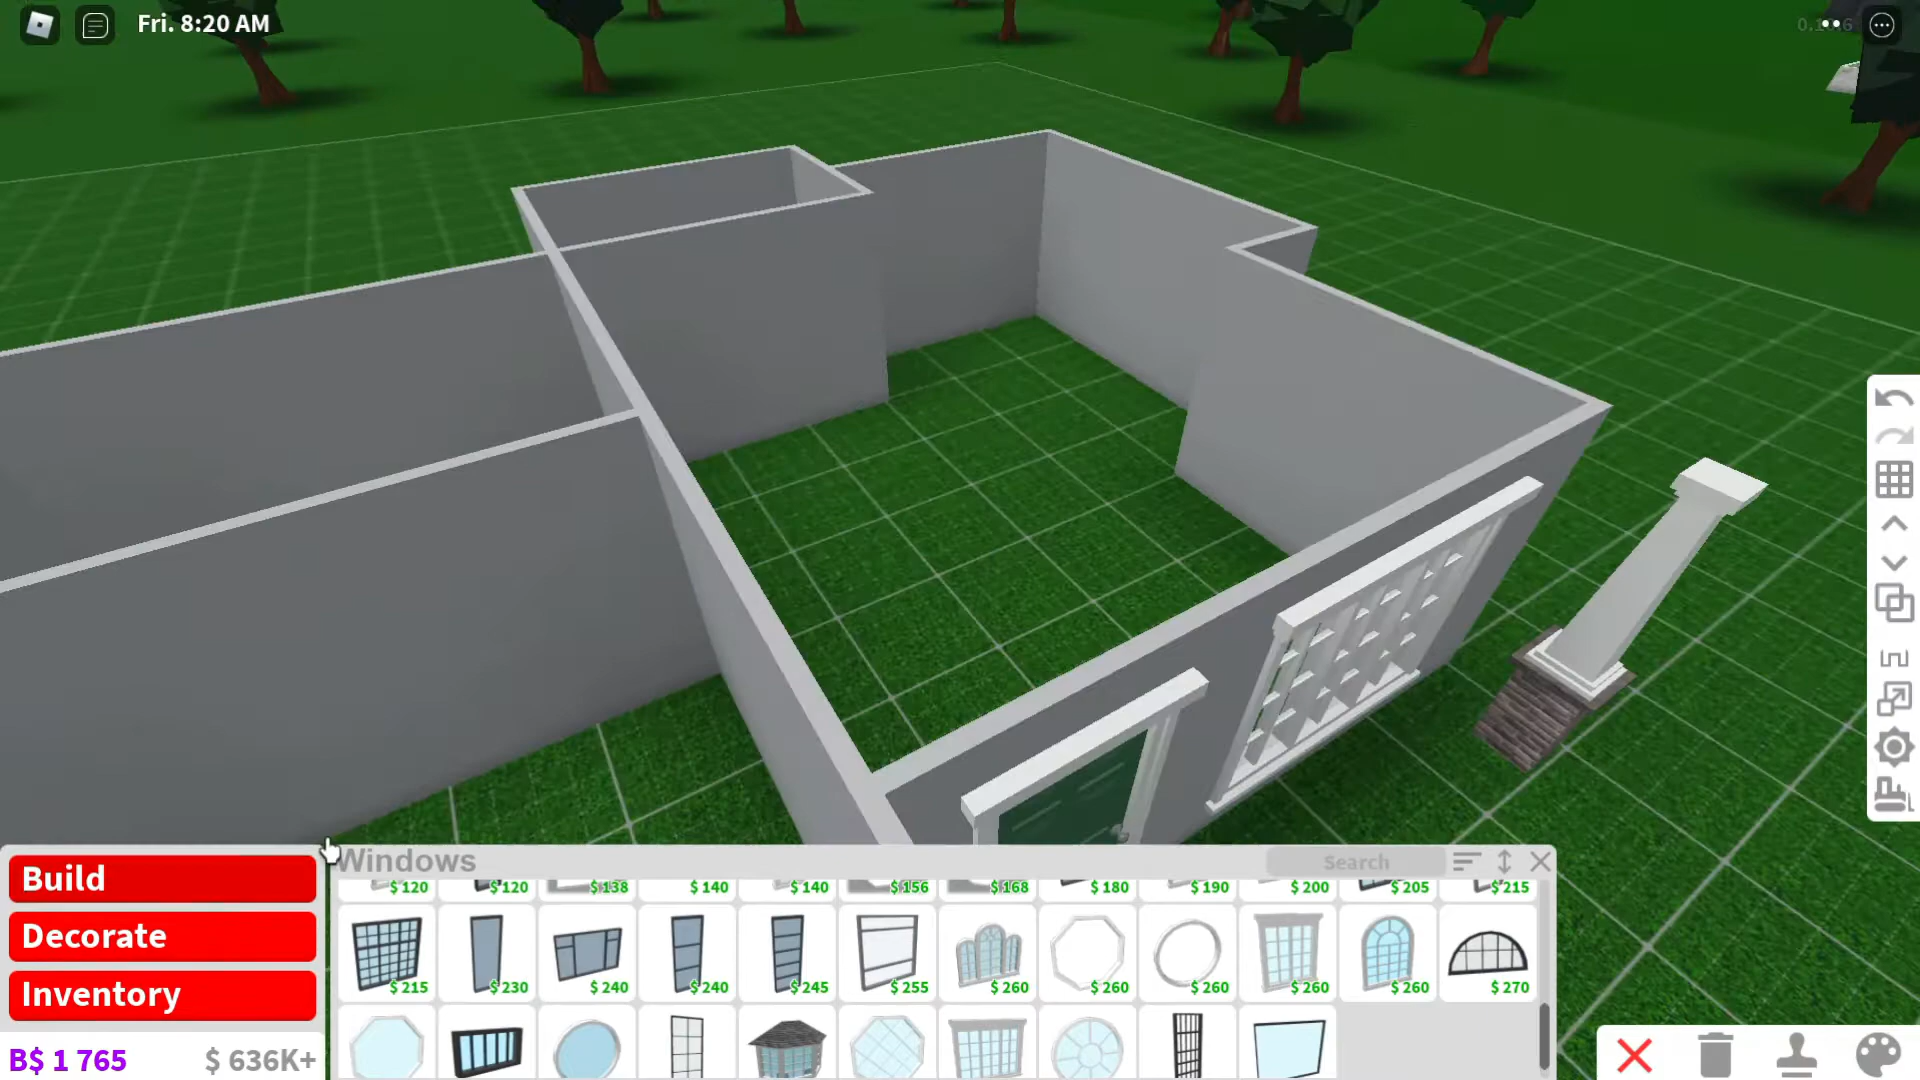 Fri. 8:20 AM
Build
Decorate
Inventory
B$ 1 765
$ 636K+
Windows
Search
$ 120 $ 120 $ 138 $ 140 $ 140 $ 156 $ 168 $ 180 $ 190 $ 200 $ 205 $ 215
$ 215 $ 230 $ 240 $ 240 $ 245 $ 255 $ 260 $ 260 $ 260 $ 260 $ 260 $ 270